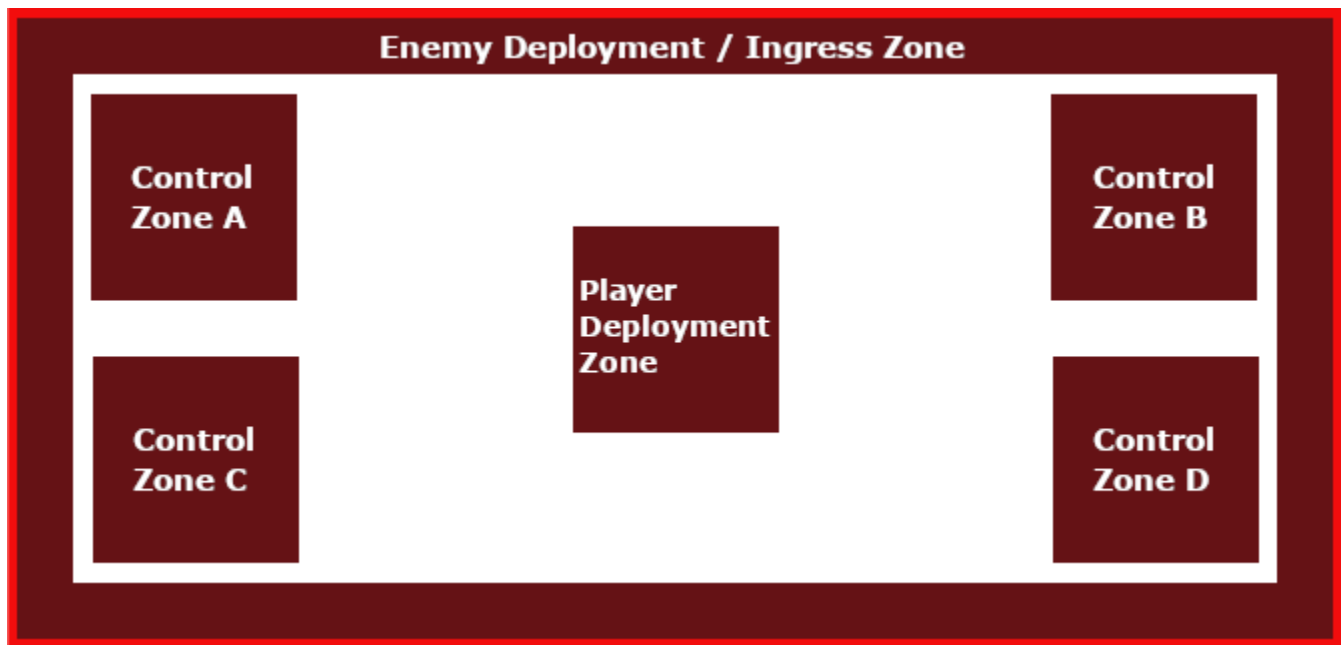 Enemy Deployment / Ingress Zone
Control
Zone A
Control
Zone B
Player
Deployment
Zone
Control
Zone C
Control
Zone D